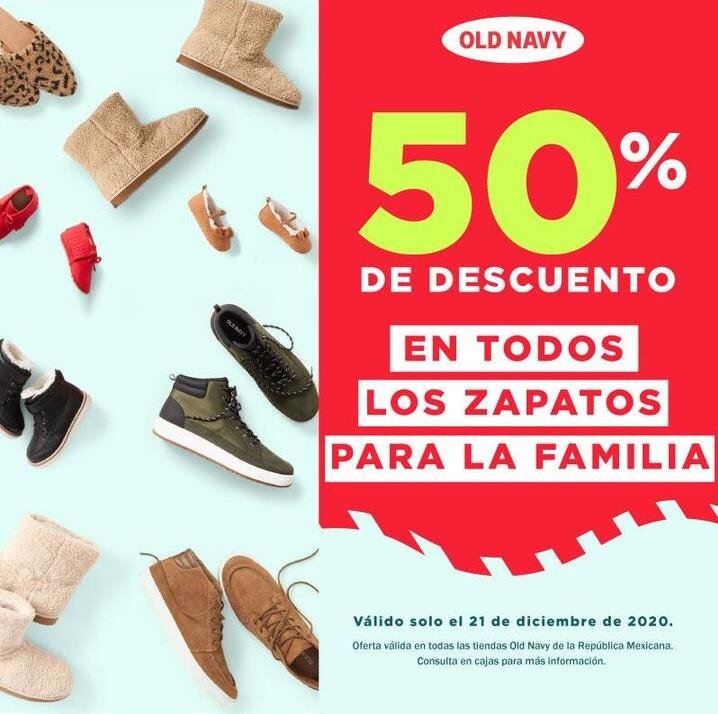 OLD NAVY
50%
DE DESCUENTO
EN TODOS
LOS ZAPATOS
PARA LA FAMILIA
OLD NAVY
Válido solo el 21 de diciembre de 2020.
Oferta válida en todas las tiendas Old Navy de la República Mexicana.
Consulta en cajas para más información.